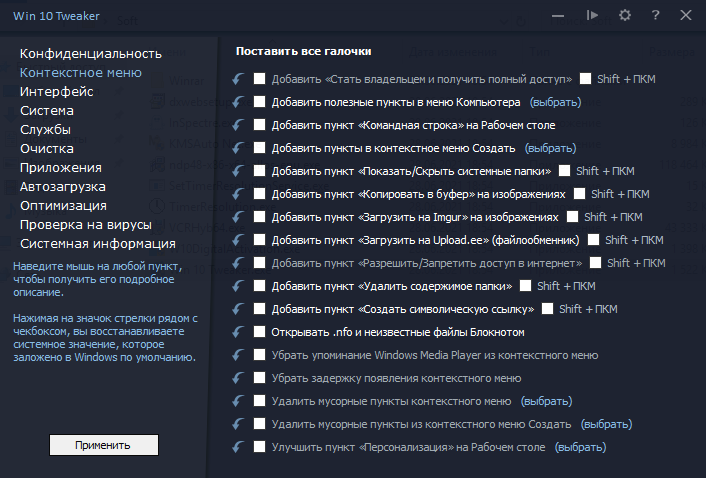 Win 10 Tweaker
?
Конфиденциальность
Контекстное меню
Интерфейс
Система
Службы
Очистка
Приложения
Автозагрузка
Оптимизация
Проверка на вирусы
Системная информация
Наведите мышь на любой пункт,
чтобы получить его подробное
описание.
Нажимая на значок стрелки рядом с
чекбоксом, вы восстанавливаете
системное значение, которое
заложено в Windows по умолчанию.
Применить
Поставить все галочки
Добавить «Стать владельцем и получить полный доступ» Shift + ПКМ
Добавить полезные пункты в меню Компьютера (выбрать)
Добавить пункт «Командная строка» на Рабочем столе
Добавить пункты в контекстное меню Создать (выбрать)
Добавить пункт «Показать/Скрыть системные папки» Shift + ПКМ
Добавить пункт «Копировать в буфер» на изображениях Shift + ПКМ
Добавить пункт «Загрузить на Imgur» на изображениях Shift + ПКМ
Добавить пункт «Загрузить на Upload.ee» (файлообменник) Shift + ПКМ
Добавить пункт «Разрешить/Запретить доступ в интернет» Shift + ПКМ
Добавить пункт «Удалить содержимое папки» Shift + ПКМ
Добавить пункт «Создать символическую ссылку» Shift + ПКМ
Открывать .nfo и неизвестные файлы Блокнотом
Убрать упоминание Windows Media Player из контекстного меню
Убрать задержку появления контекстного меню
Удалить мусорные пункты контекстного меню (выбрать)
Удалить мусорные пункты из контекстного меню Создать (выбрать)
Улучшить пункт «Персонализация» на Рабочем столе (выбрать)